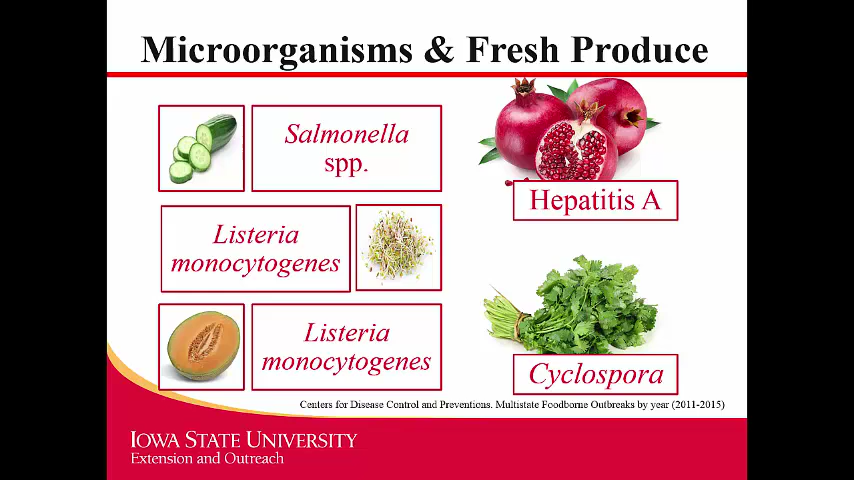 Microorganisms & Fresh Produce
Salmonella
spp.
Hepatitis A
Listeria
monocytogenes
Listeria
monocytogenes
Cyclospora
Centers for Disease Control and Preventions. Multistate Foodborne Outbreaks by year (2011-2015)
IOWA STATE UNIVERSITY
Extension and Outreach